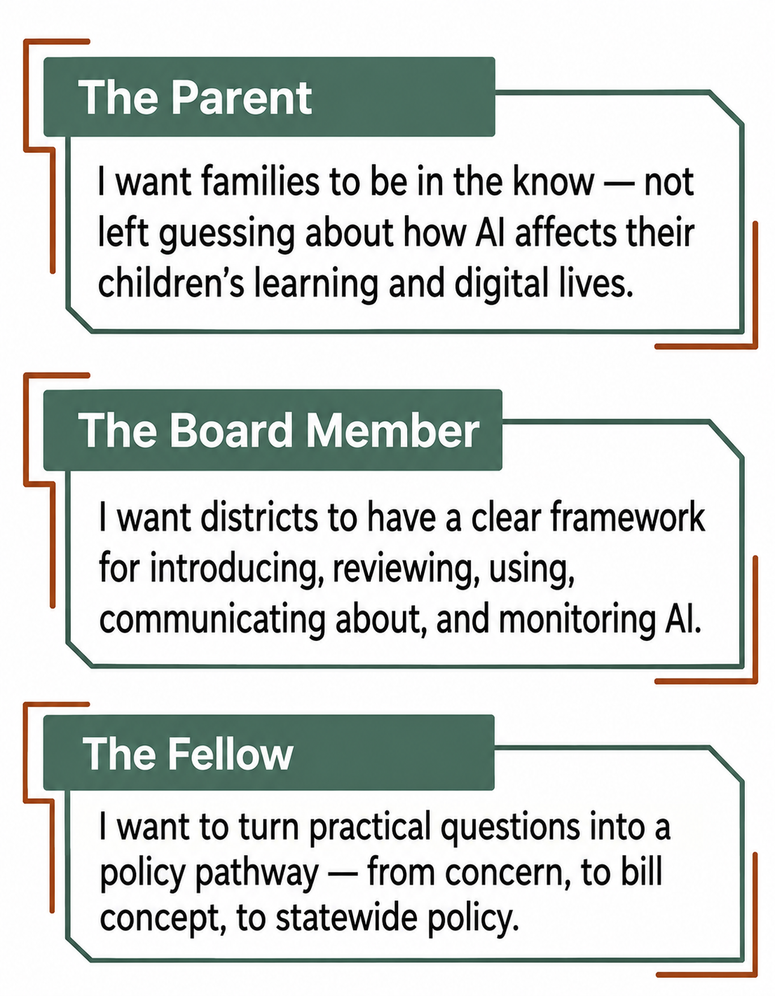 The Parent
I want families to be in the know — not
left guessing about how AI affects their
children’s learning and digital lives.
The Board Member
I want districts to have a clear framework
for introducing, reviewing, using,
communicating about, and monitoring AI.
The Fellow
I want to turn practical questions into a
policy pathway — from concern, to bill
concept, to statewide policy.